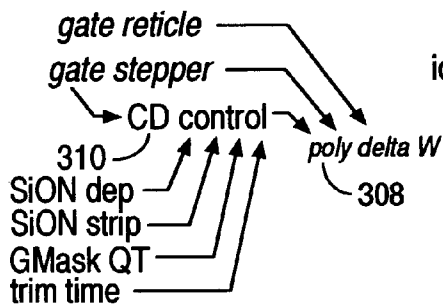 gate reticle
gate stepper
CD control
310
poly delta W
308
SiON dep
SiON strip
GMask QT
trim time